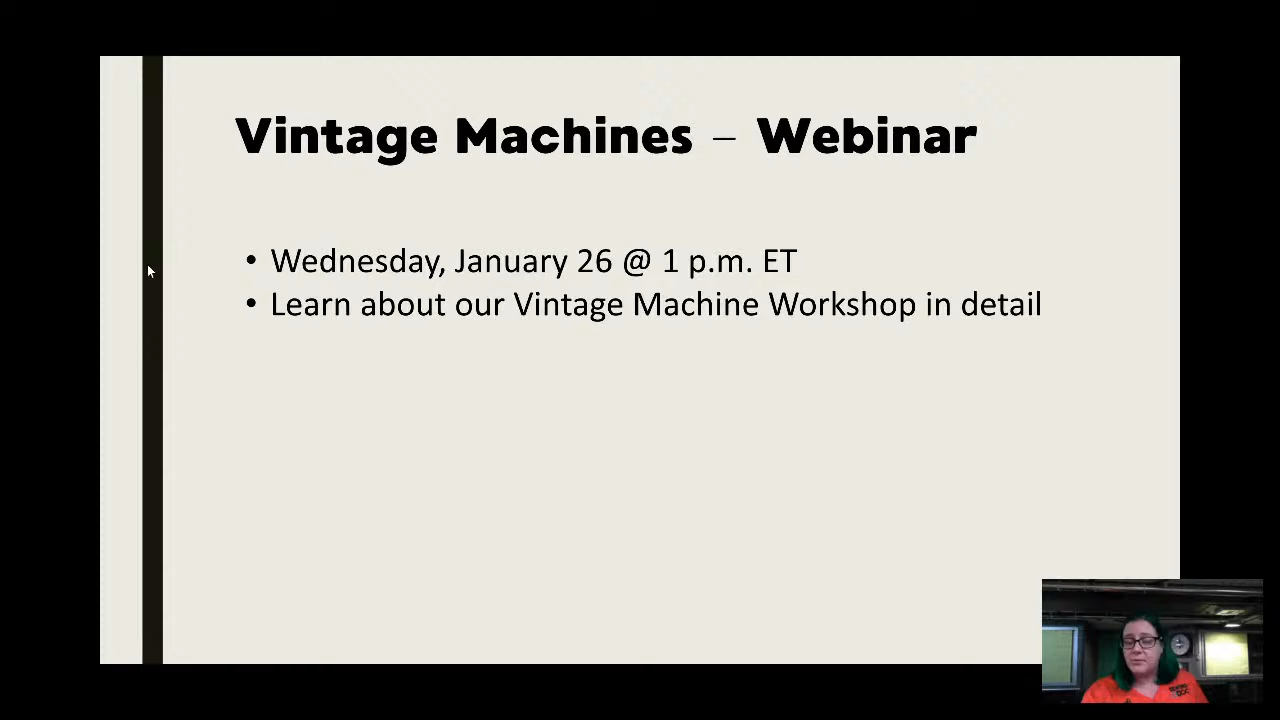 Vintage Machines – Webinar
• Wednesday, January 26 @ 1 p.m. ET
• Learn about our Vintage Machine Workshop in detail